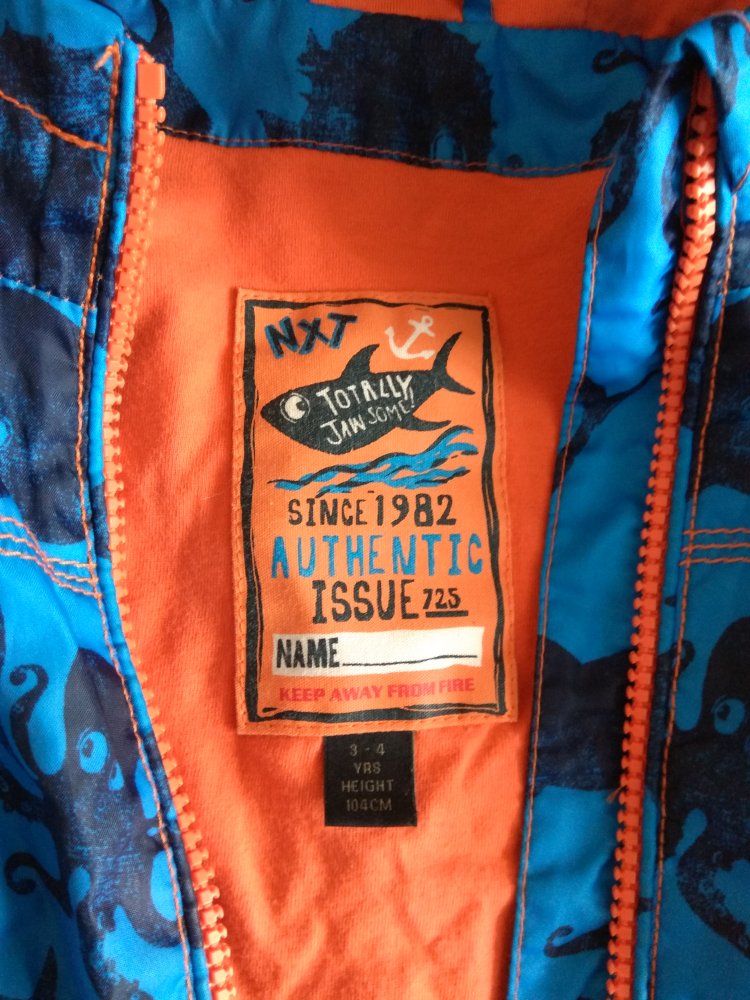 NXT
TOTALLY
JAWSOME!
SINCE 1982
AUTHENTIC
ISSUE 725
NAME
KEEP AWAY FROM FIRE
3 - 4
YRS
HEIGHT
104CM